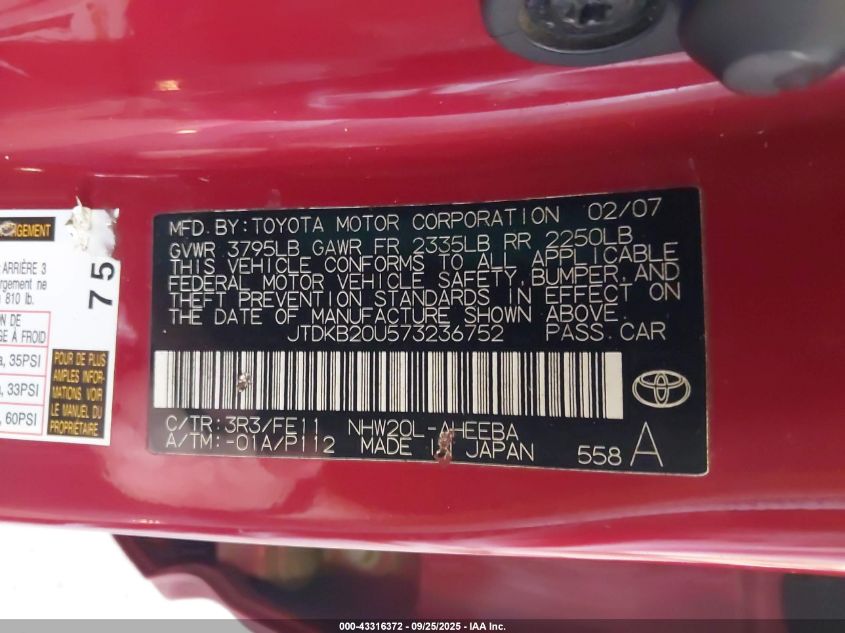 MFD. BY:TOYOTA MOTOR CORPORATION 02/07
GVWR 3795LB GAWR FR 2335LB RR 2250LB
THIS VEHICLE CONFORMS TO ALL APPLICABLE
FEDERAL MOTOR VEHICLE SAFETY,BUMPER,AND
THEFT PREVENTION STANDARDS IN EFFECT ON
THE DATE OF MANUFACTURE SHOWN ABOVE.
JTDKB20U573236752 PASS.CAR
C/TR:3R3/FE11 NHW20L-AHEEBA
A/TM:-01A/P112 MADE IN JAPAN 558 A
ARRIÈRE 3
810 lb.
75
ON DE
À FROID
35PSI
33PSI
60PSI
POUR DE PLUS
AMPLES INFOR-
MATIONS VOIR
LE MANUEL DU
PROPRIÉTAIRE
000-43316372 - 09/25/2025 - IAA Inc.